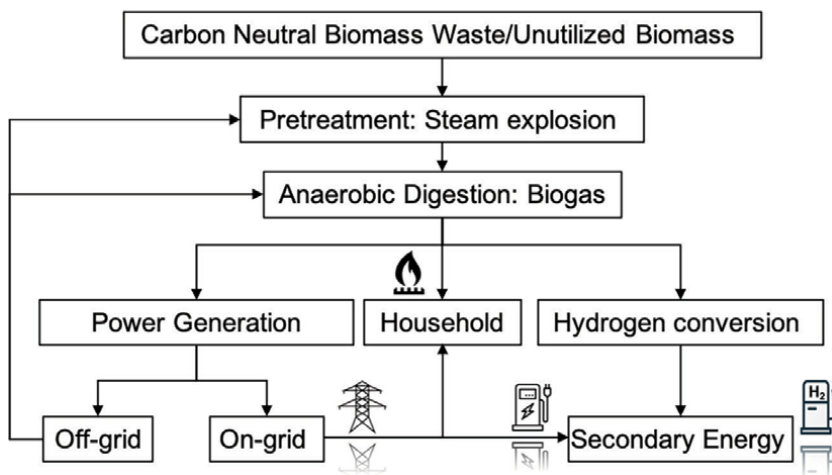 Carbon Neutral Biomass Waste/Unutilized Biomass
Pretreatment: Steam explosion
Anaerobic Digestion: Biogas
Power Generation
Household
Hydrogen conversion
H2
Off-grid
On-grid
Secondary Energy